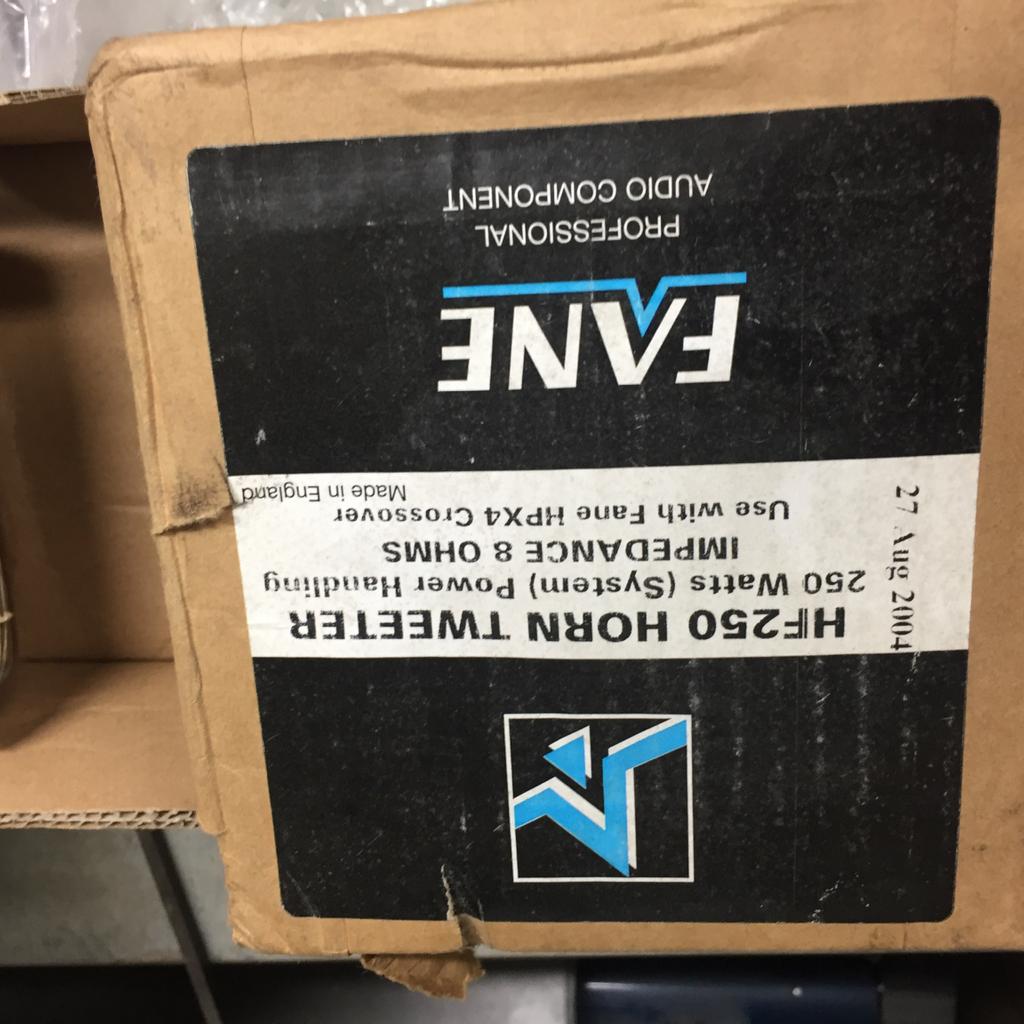 HF250 HORN TWEETER
250 Watts (System) Power Handling
IMPEDANCE 8 OHMS
Use with Fane HPX4 Crossover
Made in England
27 Aug 2004
FANE
PROFESSIONAL
AUDIO COMPONENT